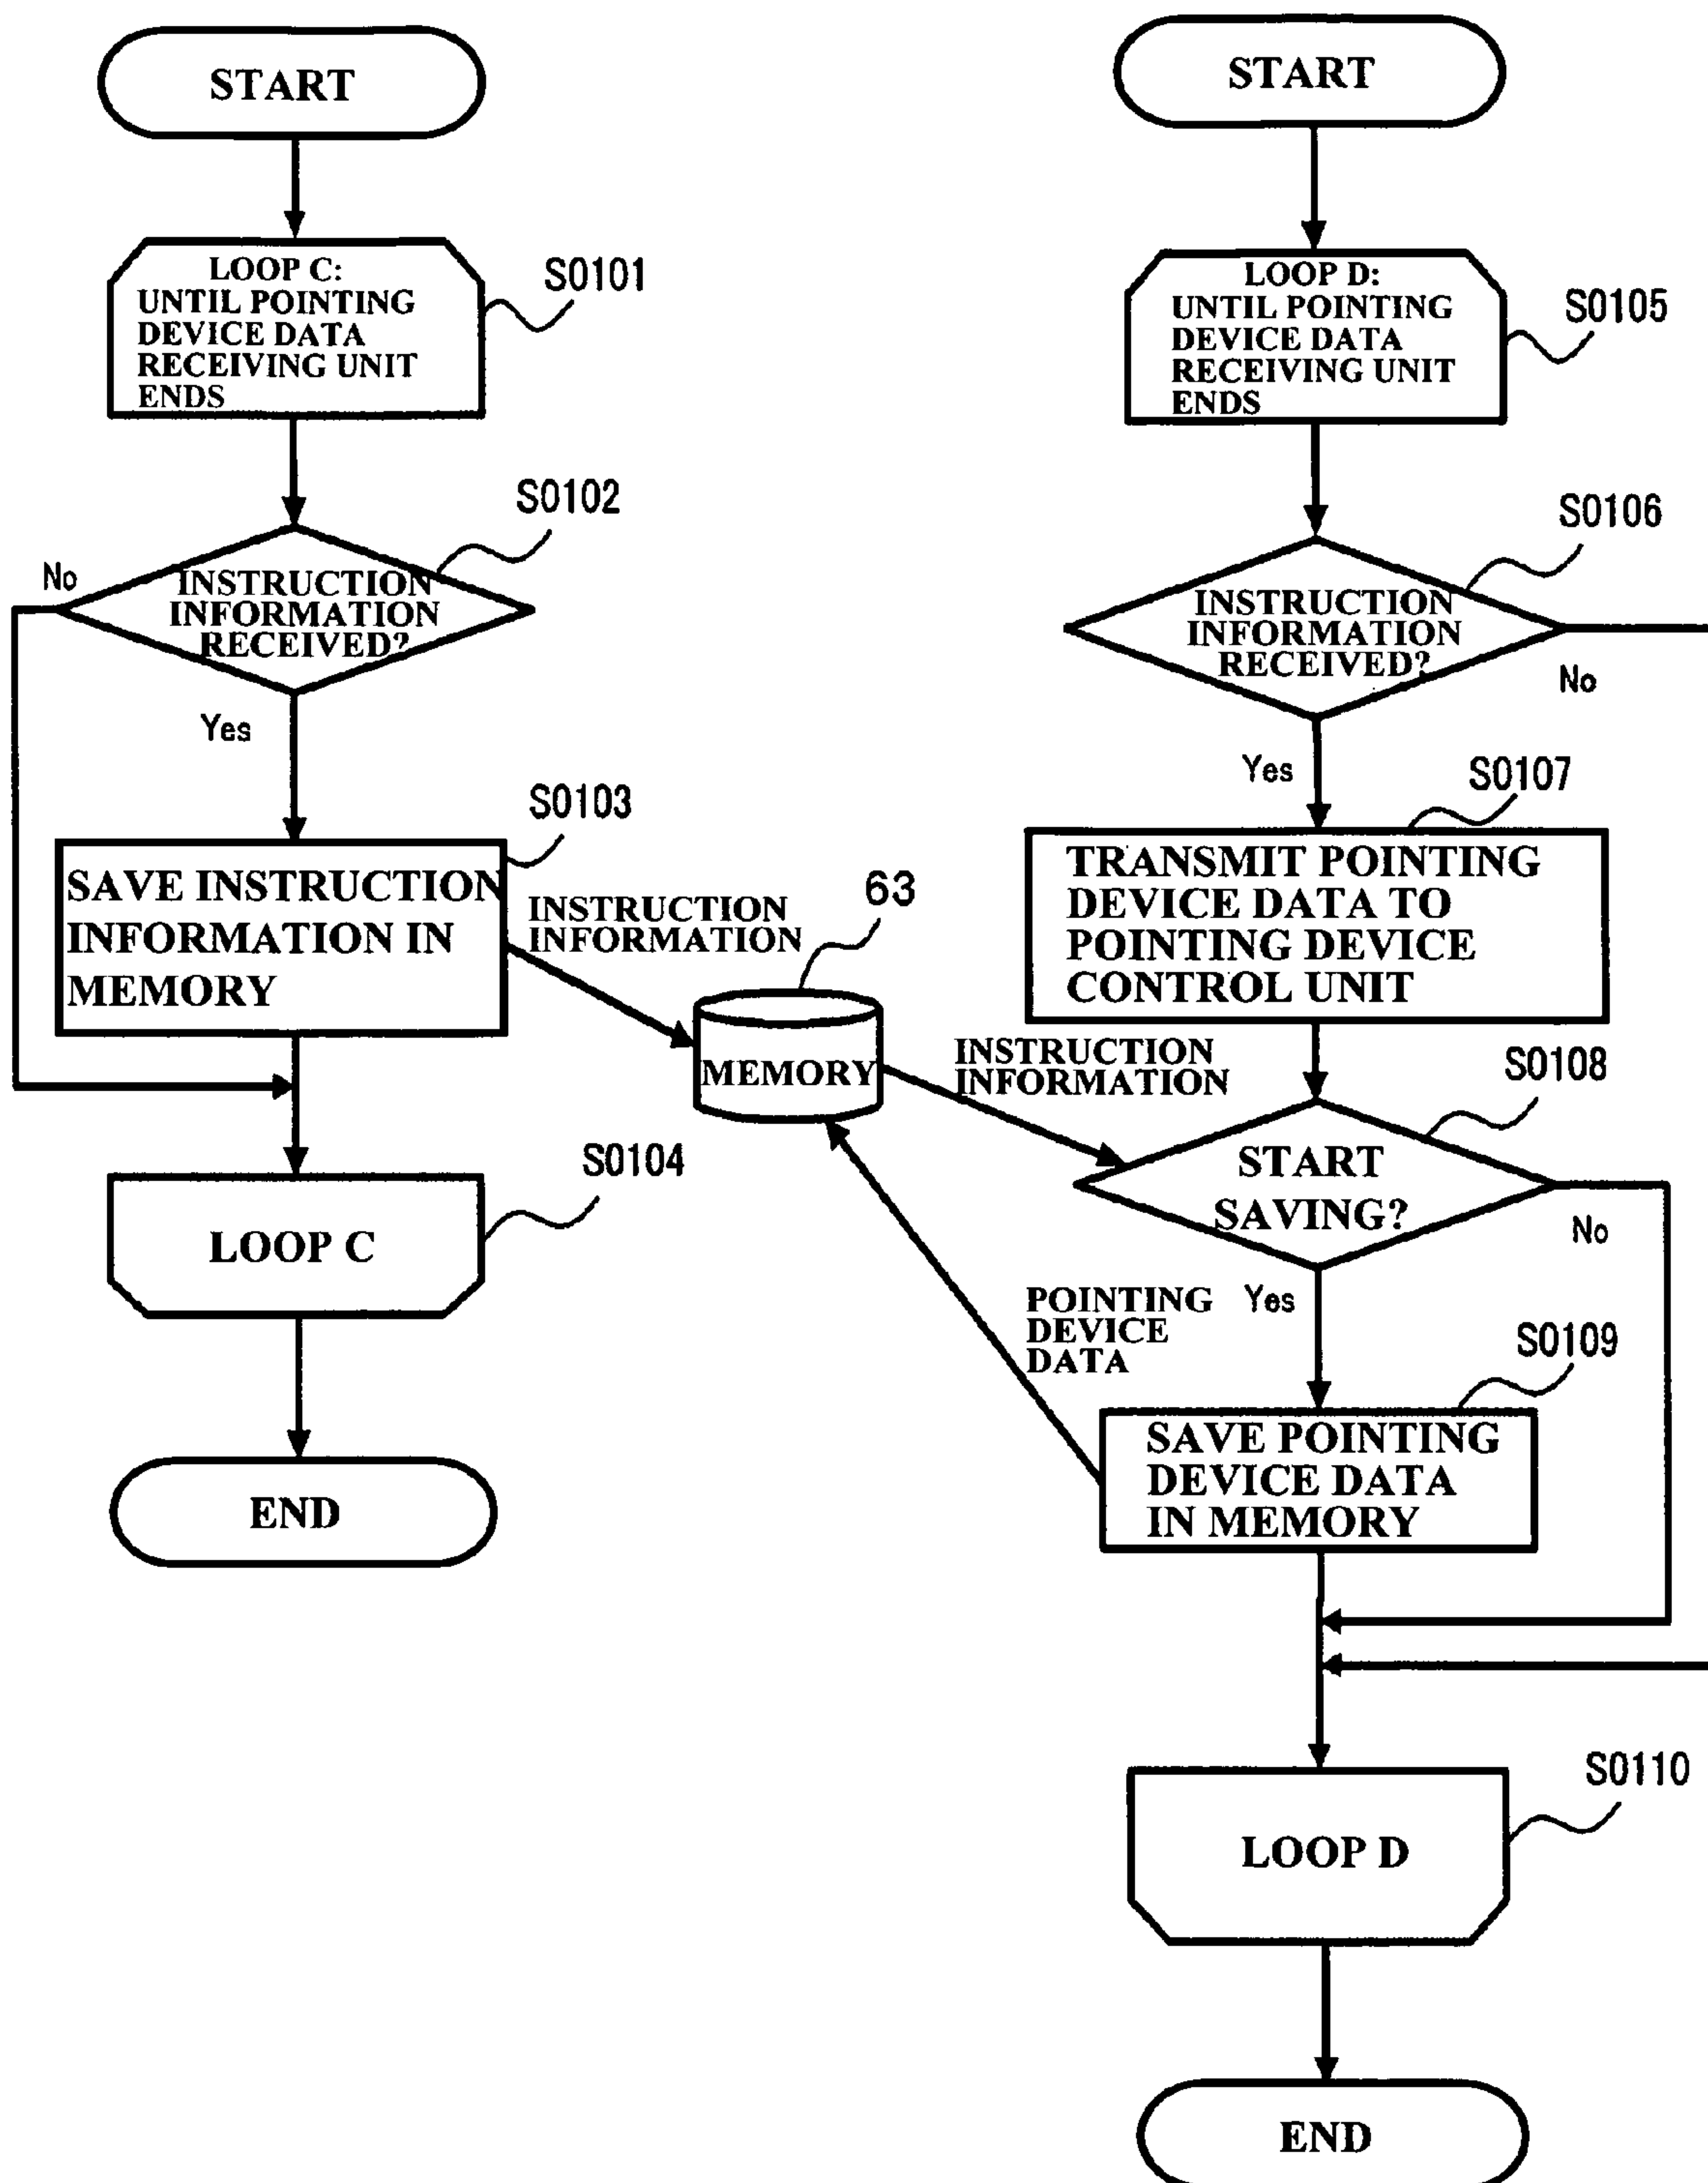 START
LOOP C:
UNTIL POINTING
DEVICE DATA
RECEIVING UNIT
ENDS
S0101
S0102
No
INSTRUCTION
INFORMATION
RECEIVED?
Yes
S0103
SAVE INSTRUCTION
INFORMATION IN
MEMORY
INSTRUCTION
INFORMATION
63
MEMORY
S0104
LOOP C
END
START
LOOP D:
UNTIL POINTING
DEVICE DATA
RECEIVING UNIT
ENDS
S0105
S0106
INSTRUCTION
INFORMATION
RECEIVED?
No
Yes
S0107
TRANSMIT POINTING
DEVICE DATA TO
POINTING DEVICE
CONTROL UNIT
INSTRUCTION
INFORMATION
S0108
START
SAVING?
No
Yes
POINTING
DEVICE
DATA
S0109
SAVE POINTING
DEVICE DATA
IN MEMORY
S0110
LOOP D
END